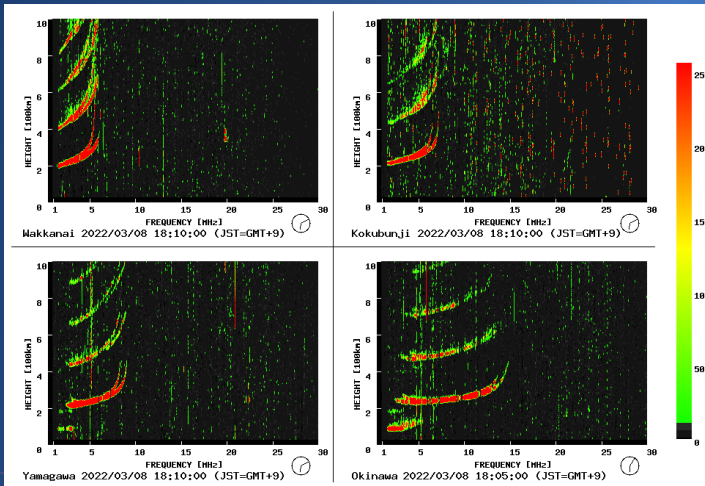 10
8
6
4
2
0
HEIGHT [100km]
1 5 10 15 20 25 30
FREQUENCY [MHz]
Wakkanai 2022/03/08 18:10:00 (JST=GMT+9)
10
8
6
4
2
0
HEIGHT [100km]
1 5 10 15 20 25 30
FREQUENCY [MHz]
Kokubunji 2022/03/08 18:10:00 (JST=GMT+9)
10
8
6
4
2
0
HEIGHT [100km]
1 5 10 15 20 25 30
FREQUENCY [MHz]
Yamagawa 2022/03/08 18:10:00 (JST=GMT+9)
10
8
6
4
2
0
HEIGHT [100km]
1 5 10 15 20 25 30
FREQUENCY [MHz]
Okinawa 2022/03/08 18:05:00 (JST=GMT+9)
50
0